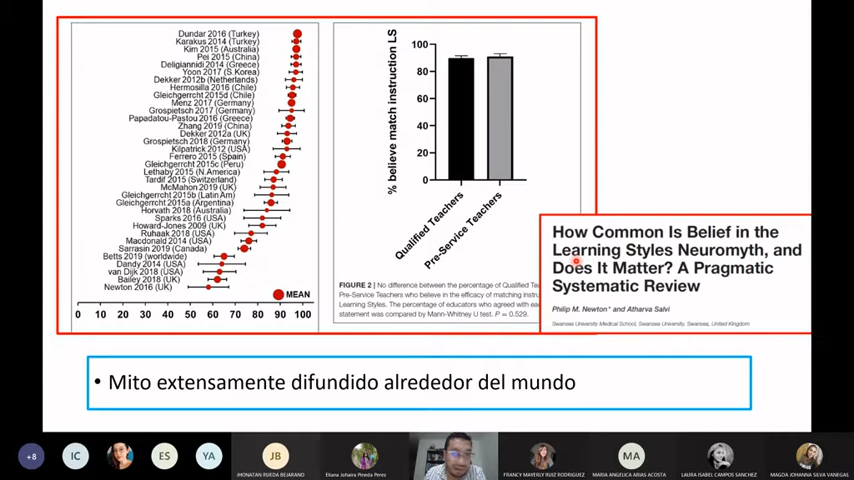 Dundar 2016 (Turkey)
Karakus 2014 (Turkey)
Kim 2015 (Australia)
Pei 2015 (China)
Deligiannidi 2014 (Greece)
Yoon 2017 (S.Korea)
Dekker 2012b (Netherlands)
Hermosilla 2016 (Chile)
Gleichgerrcht 2015d (Chile)
Menz 2017 (Germany)
Grospietsch 2017 (Germany)
Papadatou-Pastou 2016 (Greece)
Zhang 2019 (China)
Dekker 2012a (UK)
Grospietsch 2018 (Germany)
Kilpatrick 2012 (USA)
Ferrero 2015 (Spain)
Gleichgerrcht 2015c (Peru)
Lethaby 2015 (N.America)
Tardif 2015 (Switzerland)
McMahon 2019 (UK)
Gleichgerrcht 2015b (Latin Am)
Gleichgerrcht 2015a (Argentina)
Horvath 2018 (Australia)
Sparks 2016 (USA)
Howard-Jones 2009 (UK)
Ruhaak 2018 (USA)
Macdonald 2014 (USA)
Sarrasin 2019 (Canada)
Betts 2019 (worldwide)
Dandy 2014 (USA)
van Dijk 2018 (USA)
Bailey 2018 (UK)
Newton 2016 (UK)
MEAN
0 10 20 30 40 50 60 70 80 90 100
% believe match instruction LS
100
80
60
40
20
0
Qualified Teachers
Pre-Service Teachers
FIGURE 2 | No difference between the percentage of Qualified
Pre-Service Teachers who believe in the efficacy of matching
Learning Styles. The percentage of educators who agreed with
statement was compared by Mann-Whitney U test. P = 0.529.
How Common Is Belief in the
Learning Styles Neuromyth, and
Does It Matter? A Pragmatic
Systematic Review
Philip M. Newton* and Atharva Salvi
Swansea University Medical School, Swansea University, Swansea, United Kingdom
• Mito extensamente difundido alrededor del mundo
+8
IC
ES
YA
JB
MA
JHONATAN RUEDA BEJARANO
Eliana Johaira Pineda Perez
FRANCY MAYERLY RUIZ RODRIGUEZ
MARIA ANGELICA ARIAS ACOSTA
LAURA ISABEL CAMPOS SANCHEZ
MAGDA JOHANNA SILVA VANEGAS